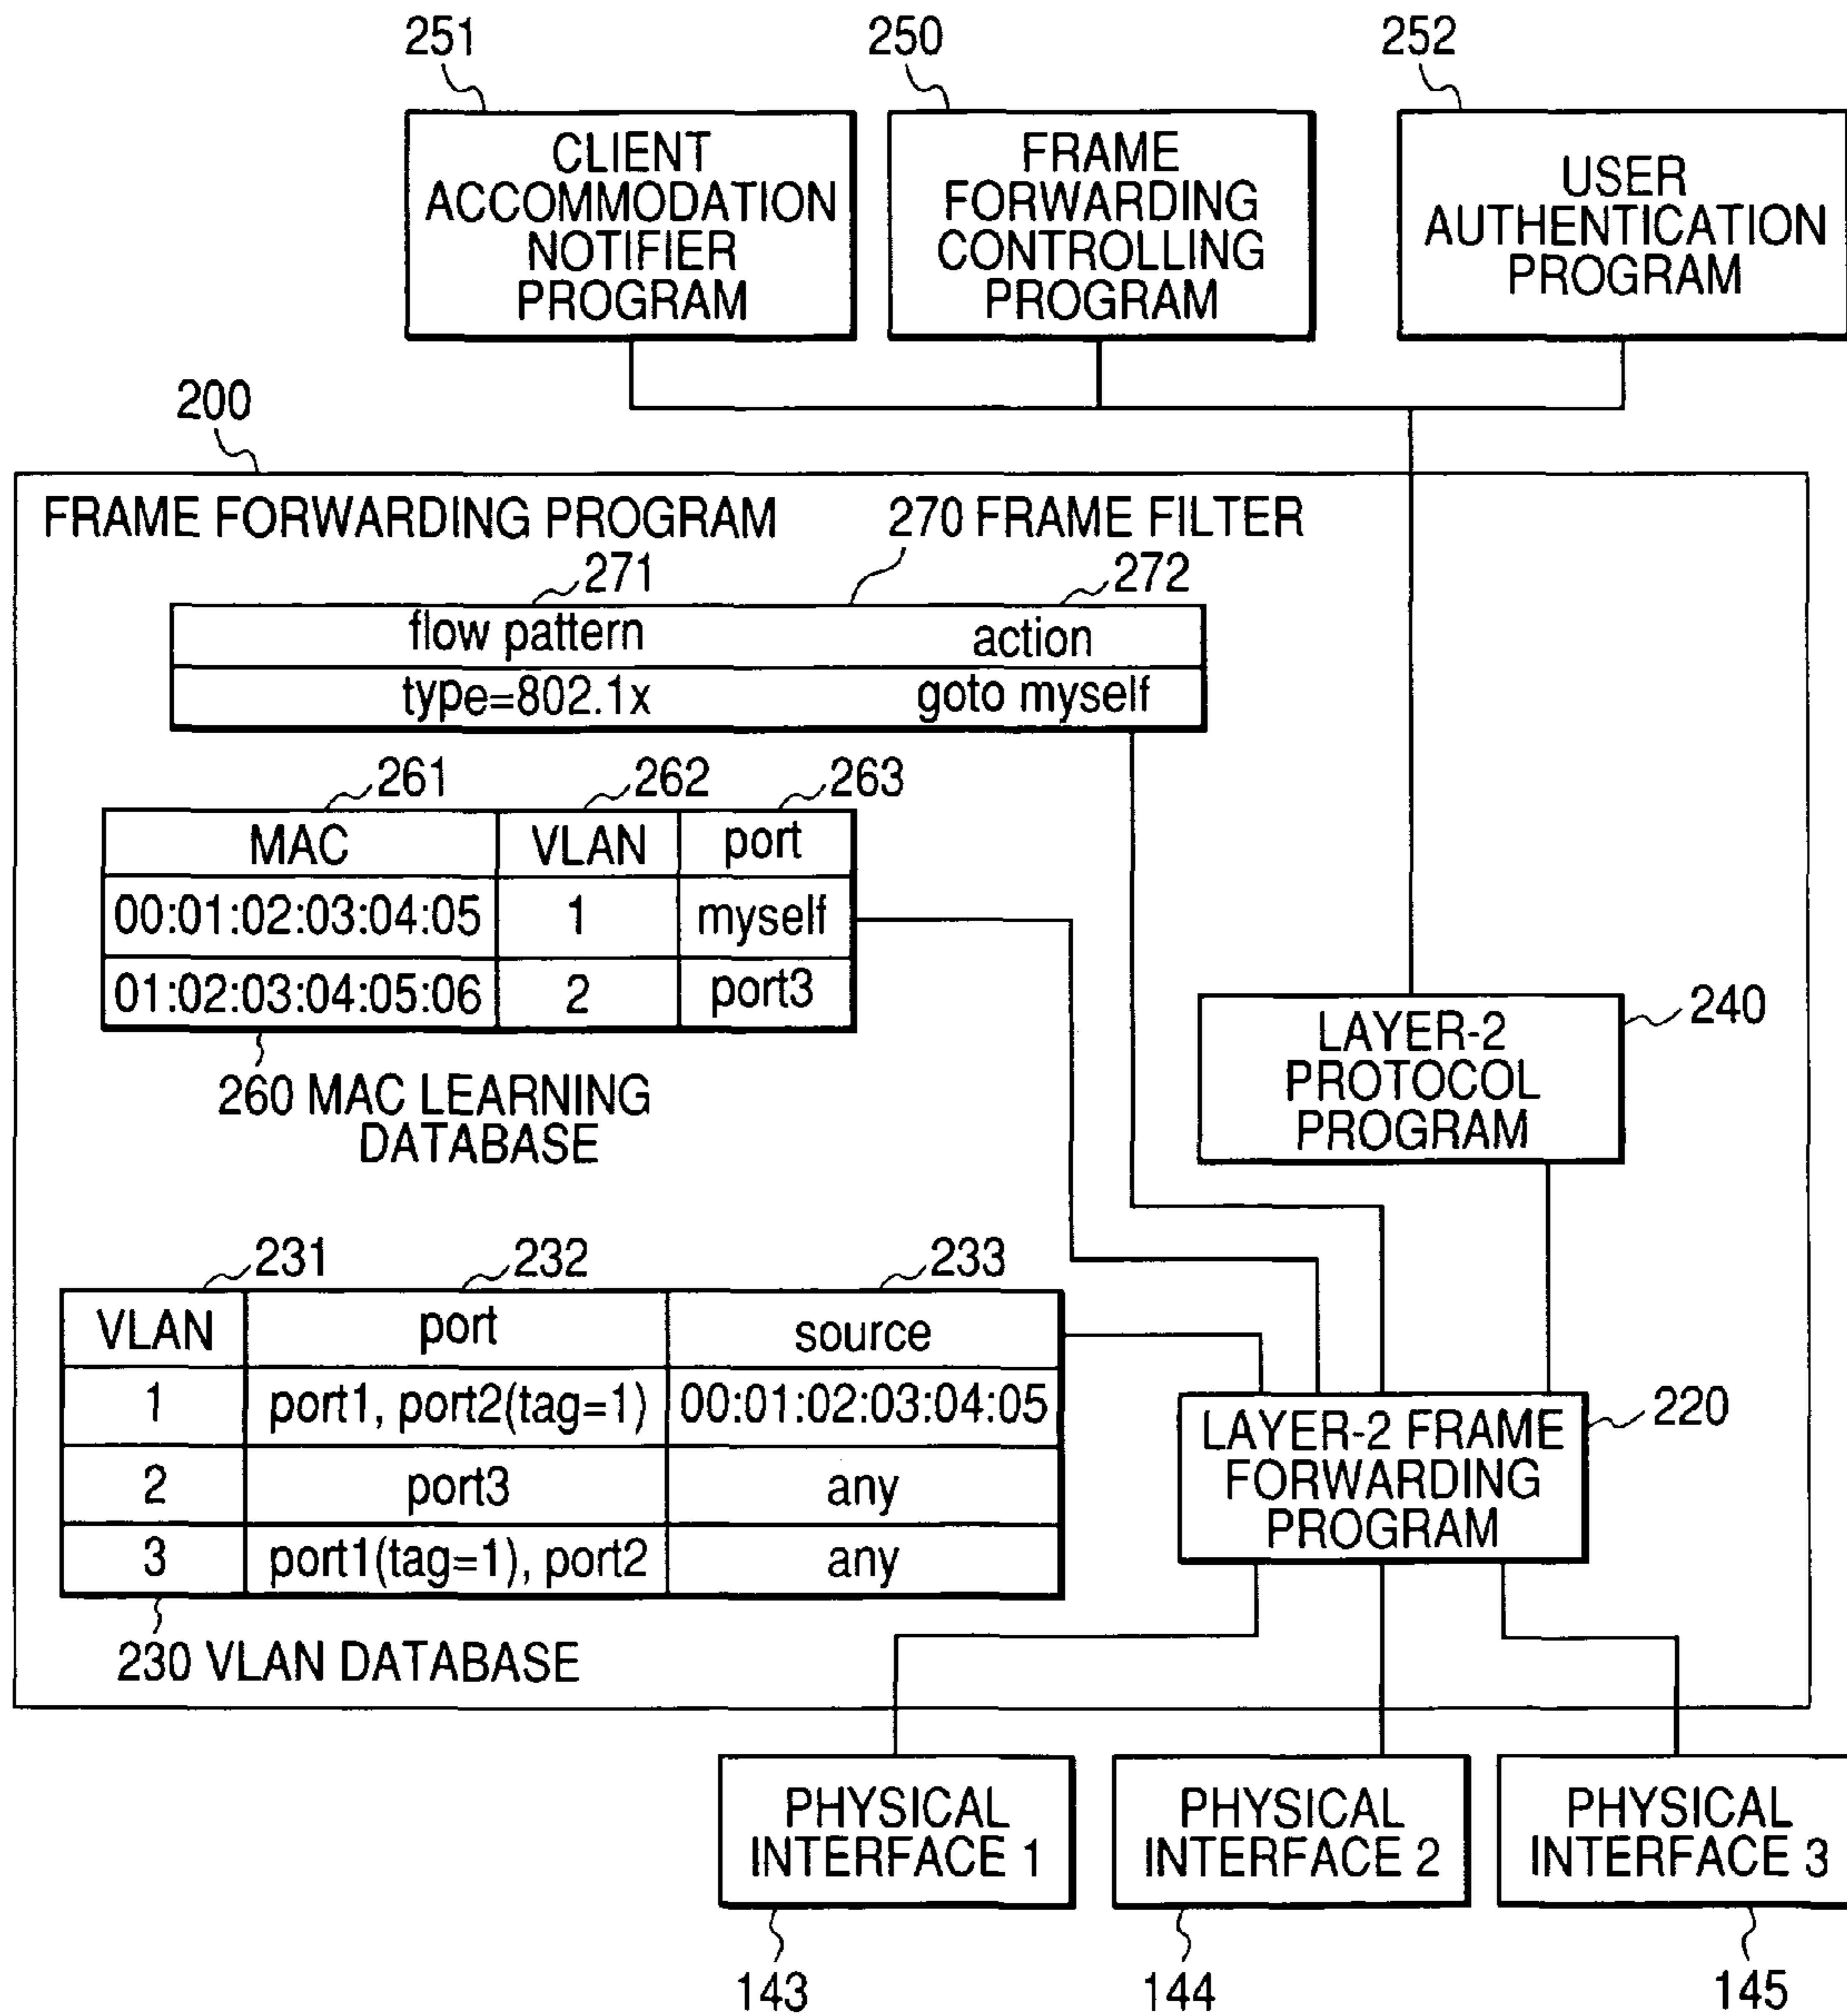 251
250
252
CLIENT
ACCOMMODATION
NOTIFIER
PROGRAM
FRAME
FORWARDING
CONTROLLING
PROGRAM
USER
AUTHENTICATION
PROGRAM
200
FRAME FORWARDING PROGRAM
270 FRAME FILTER
271
272
flow pattern
action
type=802.1x
goto myself
261
262
263
MAC
VLAN
port
00:01:02:03:04:05
1
myself
01:02:03:04:05:06
2
port3
260 MAC LEARNING
DATABASE
240
LAYER-2
PROTOCOL
PROGRAM
231
232
233
VLAN
port
source
1
port1, port2(tag=1)
00:01:02:03:04:05
2
port3
any
3
port1(tag=1), port2
any
230 VLAN DATABASE
220
LAYER-2 FRAME
FORWARDING
PROGRAM
PHYSICAL
INTERFACE 1
PHYSICAL
INTERFACE 2
PHYSICAL
INTERFACE 3
143
144
145